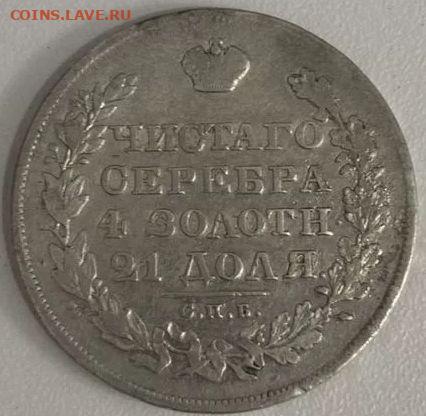 COINS.LAVE.RU
ЧИСТАГО
СЕРЕБРА
4 ЗОЛОТН
21 ДОЛЯ
С.П.Б.